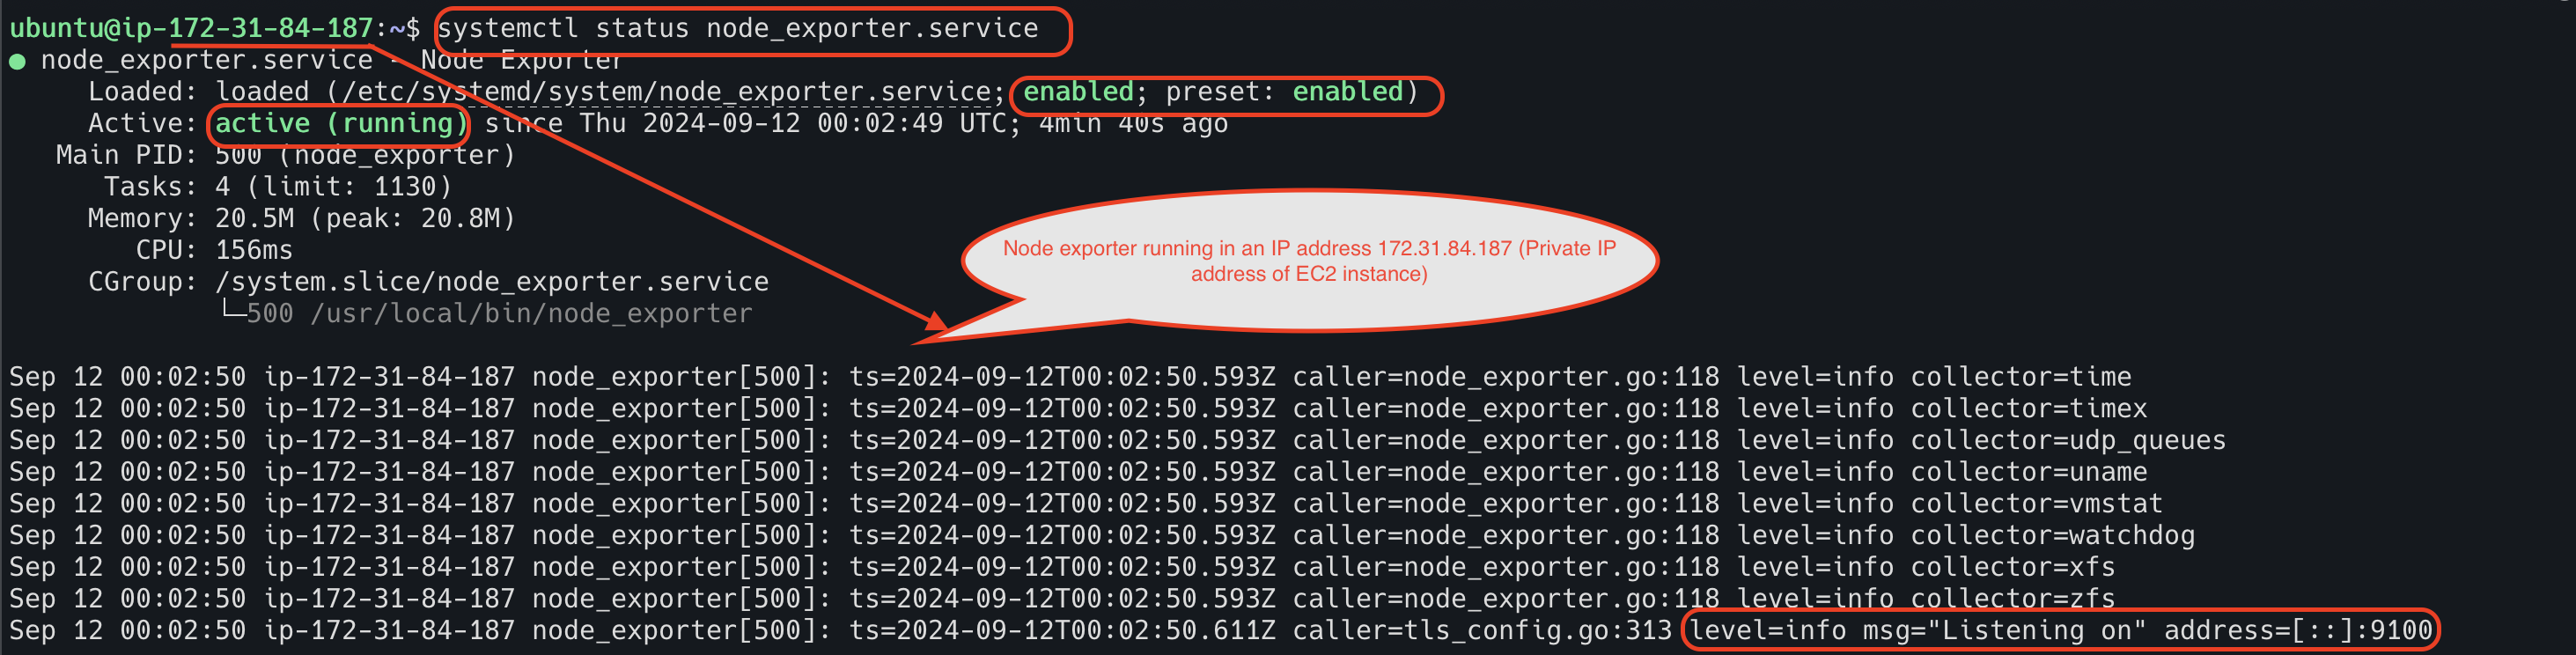 ubuntu@ip-172-31-84-187:~$ systemctl status node_exporter.service
● node_exporter.service - Node Exporter
Loaded: loaded (/etc/systemd/system/node_exporter.service; enabled; preset: enabled)
Active: active (running) since Thu 2024-09-12 00:02:49 UTC; 4min 40s ago
Main PID: 500 (node_exporter)
Tasks: 4 (limit: 1130)
Memory: 20.5M (peak: 20.8M)
CPU: 156ms
CGroup: /system.slice/node_exporter.service
└─500 /usr/local/bin/node_exporter
Node exporter running in an IP address 172.31.84.187 (Private IP
address of EC2 instance)
Sep 12 00:02:50 ip-172-31-84-187 node_exporter[500]: ts=2024-09-12T00:02:50.593Z caller=node_exporter.go:118 level=info collector=time
Sep 12 00:02:50 ip-172-31-84-187 node_exporter[500]: ts=2024-09-12T00:02:50.593Z caller=node_exporter.go:118 level=info collector=timex
Sep 12 00:02:50 ip-172-31-84-187 node_exporter[500]: ts=2024-09-12T00:02:50.593Z caller=node_exporter.go:118 level=info collector=udp_queues
Sep 12 00:02:50 ip-172-31-84-187 node_exporter[500]: ts=2024-09-12T00:02:50.593Z caller=node_exporter.go:118 level=info collector=uname
Sep 12 00:02:50 ip-172-31-84-187 node_exporter[500]: ts=2024-09-12T00:02:50.593Z caller=node_exporter.go:118 level=info collector=vmstat
Sep 12 00:02:50 ip-172-31-84-187 node_exporter[500]: ts=2024-09-12T00:02:50.593Z caller=node_exporter.go:118 level=info collector=watchdog
Sep 12 00:02:50 ip-172-31-84-187 node_exporter[500]: ts=2024-09-12T00:02:50.593Z caller=node_exporter.go:118 level=info collector=xfs
Sep 12 00:02:50 ip-172-31-84-187 node_exporter[500]: ts=2024-09-12T00:02:50.593Z caller=node_exporter.go:118 level=info collector=zfs
Sep 12 00:02:50 ip-172-31-84-187 node_exporter[500]: ts=2024-09-12T00:02:50.611Z caller=tls_config.go:313 level=info msg="Listening on" address=[::]:9100